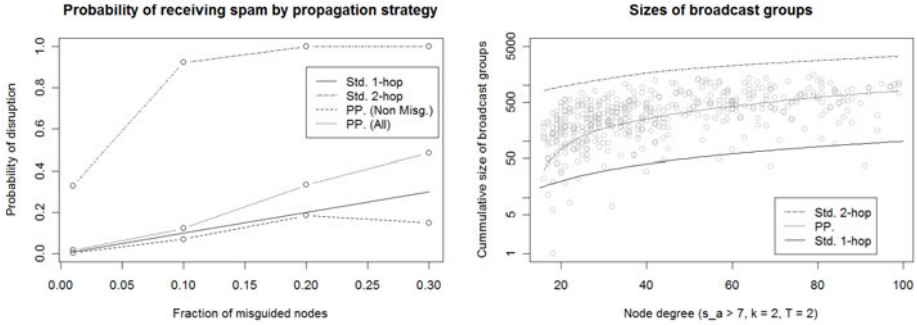 Probability of receiving spam by propagation strategy
Probability of disruption
1.0
0.8
0.6
0.4
0.2
0.0
Std. 1-hop
Std. 2-hop
PP. (Non Misg.)
PP. (All)
0.00 0.05 0.10 0.15 0.20 0.25 0.30
Fraction of misguided nodes
Sizes of broadcast groups
Cummulative size of broadcast groups
5000
500
50
5
1
Std. 2-hop
PP.
Std. 1-hop
20 40 60 80 100
Node degree (s_a > 7, k = 2, T = 2)